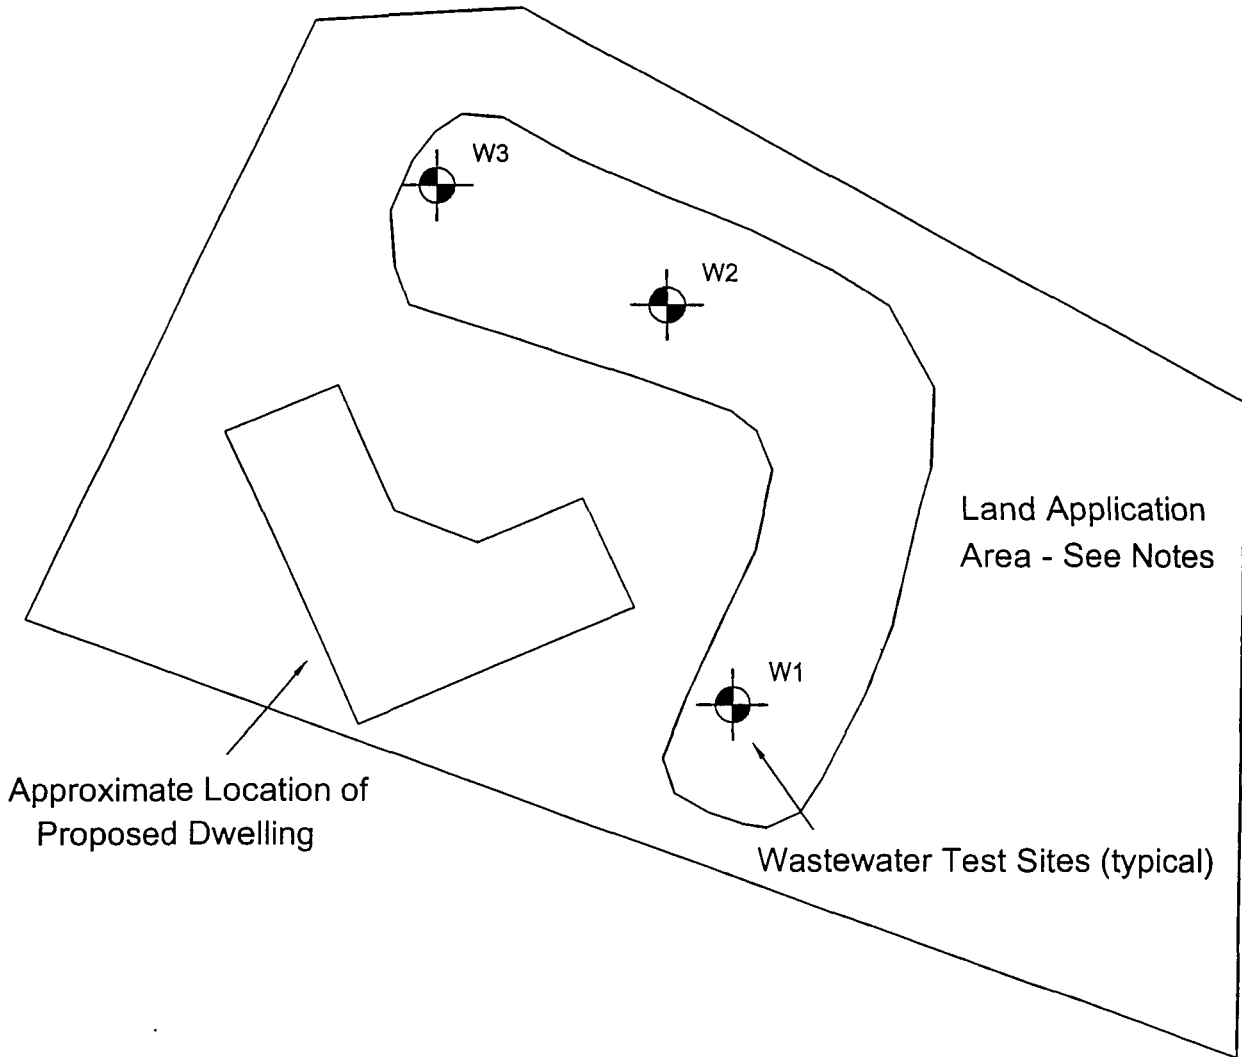 W3
W2
Land Application
Area - See Notes
W1
Approximate Location of
Proposed Dwelling
Wastewater Test Sites (typical)